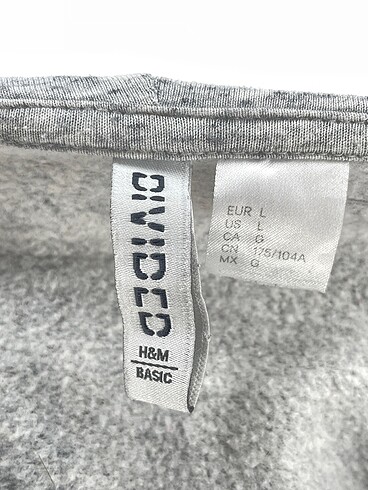 DIVIDED
H&M
BASIC
EUR L
US L
CA G
CN 175/104A
MX G